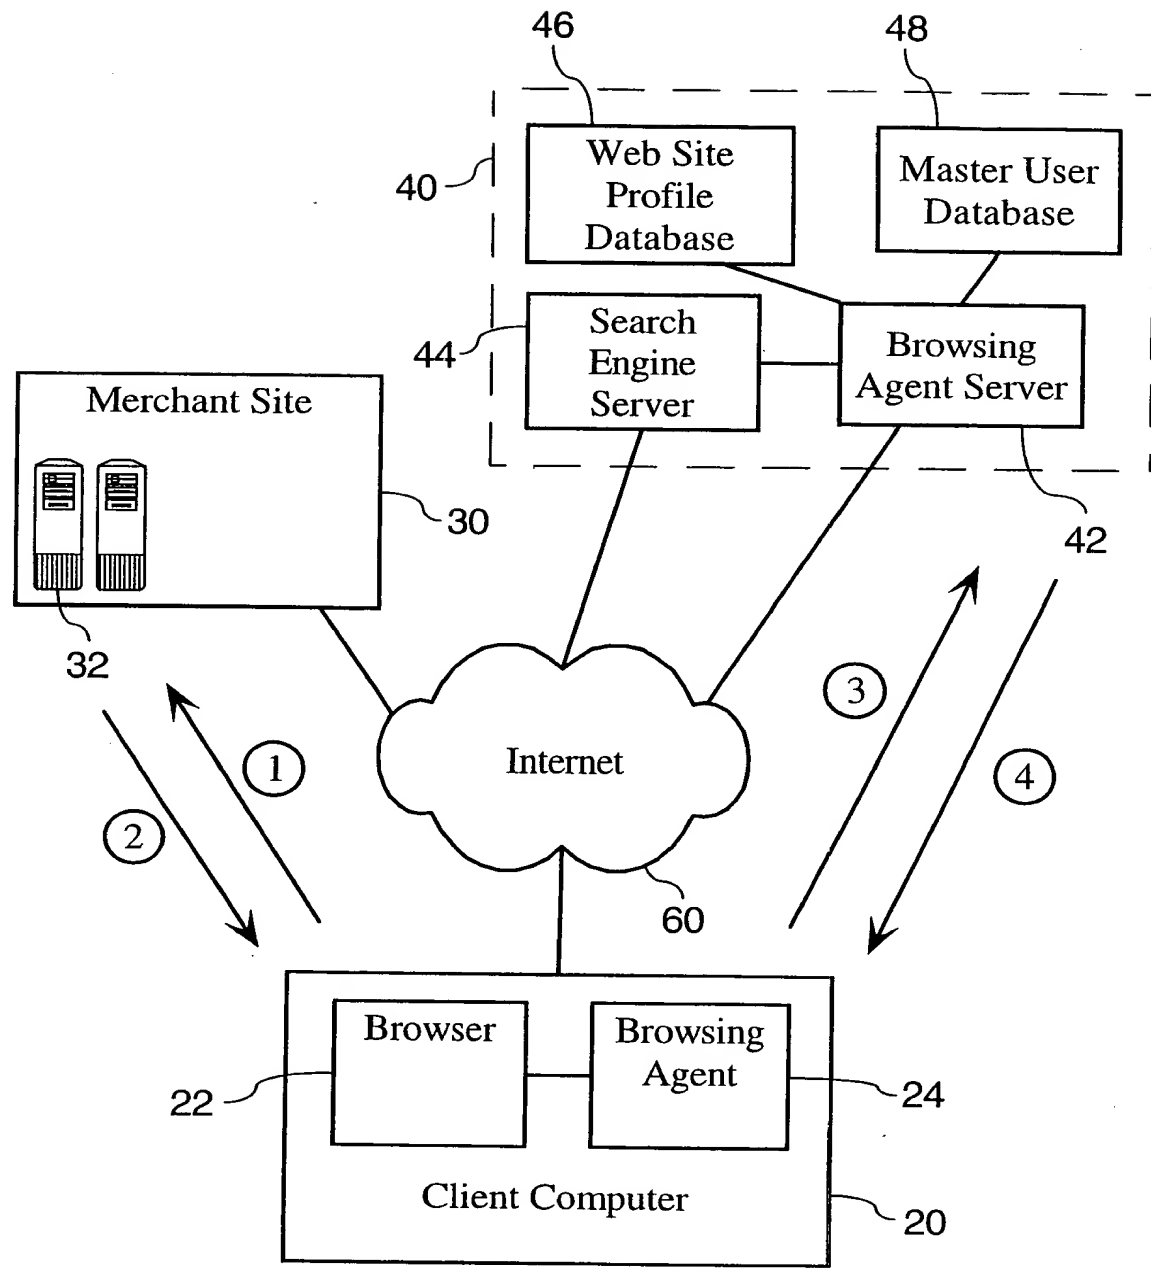 46
48
40
Web Site
Profile
Database
Master User
Database
44
Search
Engine
Server
Browsing
Agent Server
Merchant Site
30
42
32
3
1
Internet
4
2
60
Browser
Browsing
Agent
22
24
Client Computer
20